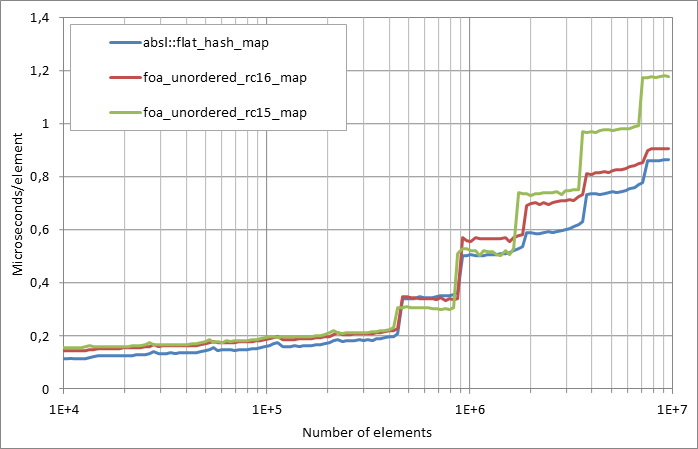 1,4
1,2
1
0,8
0,6
0,4
0,2
0
Microseconds/element
absl::flat_hash_map
foa_unordered_rc16_map
foa_unordered_rc15_map
1E+4 1E+5 1E+6 1E+7
Number of elements